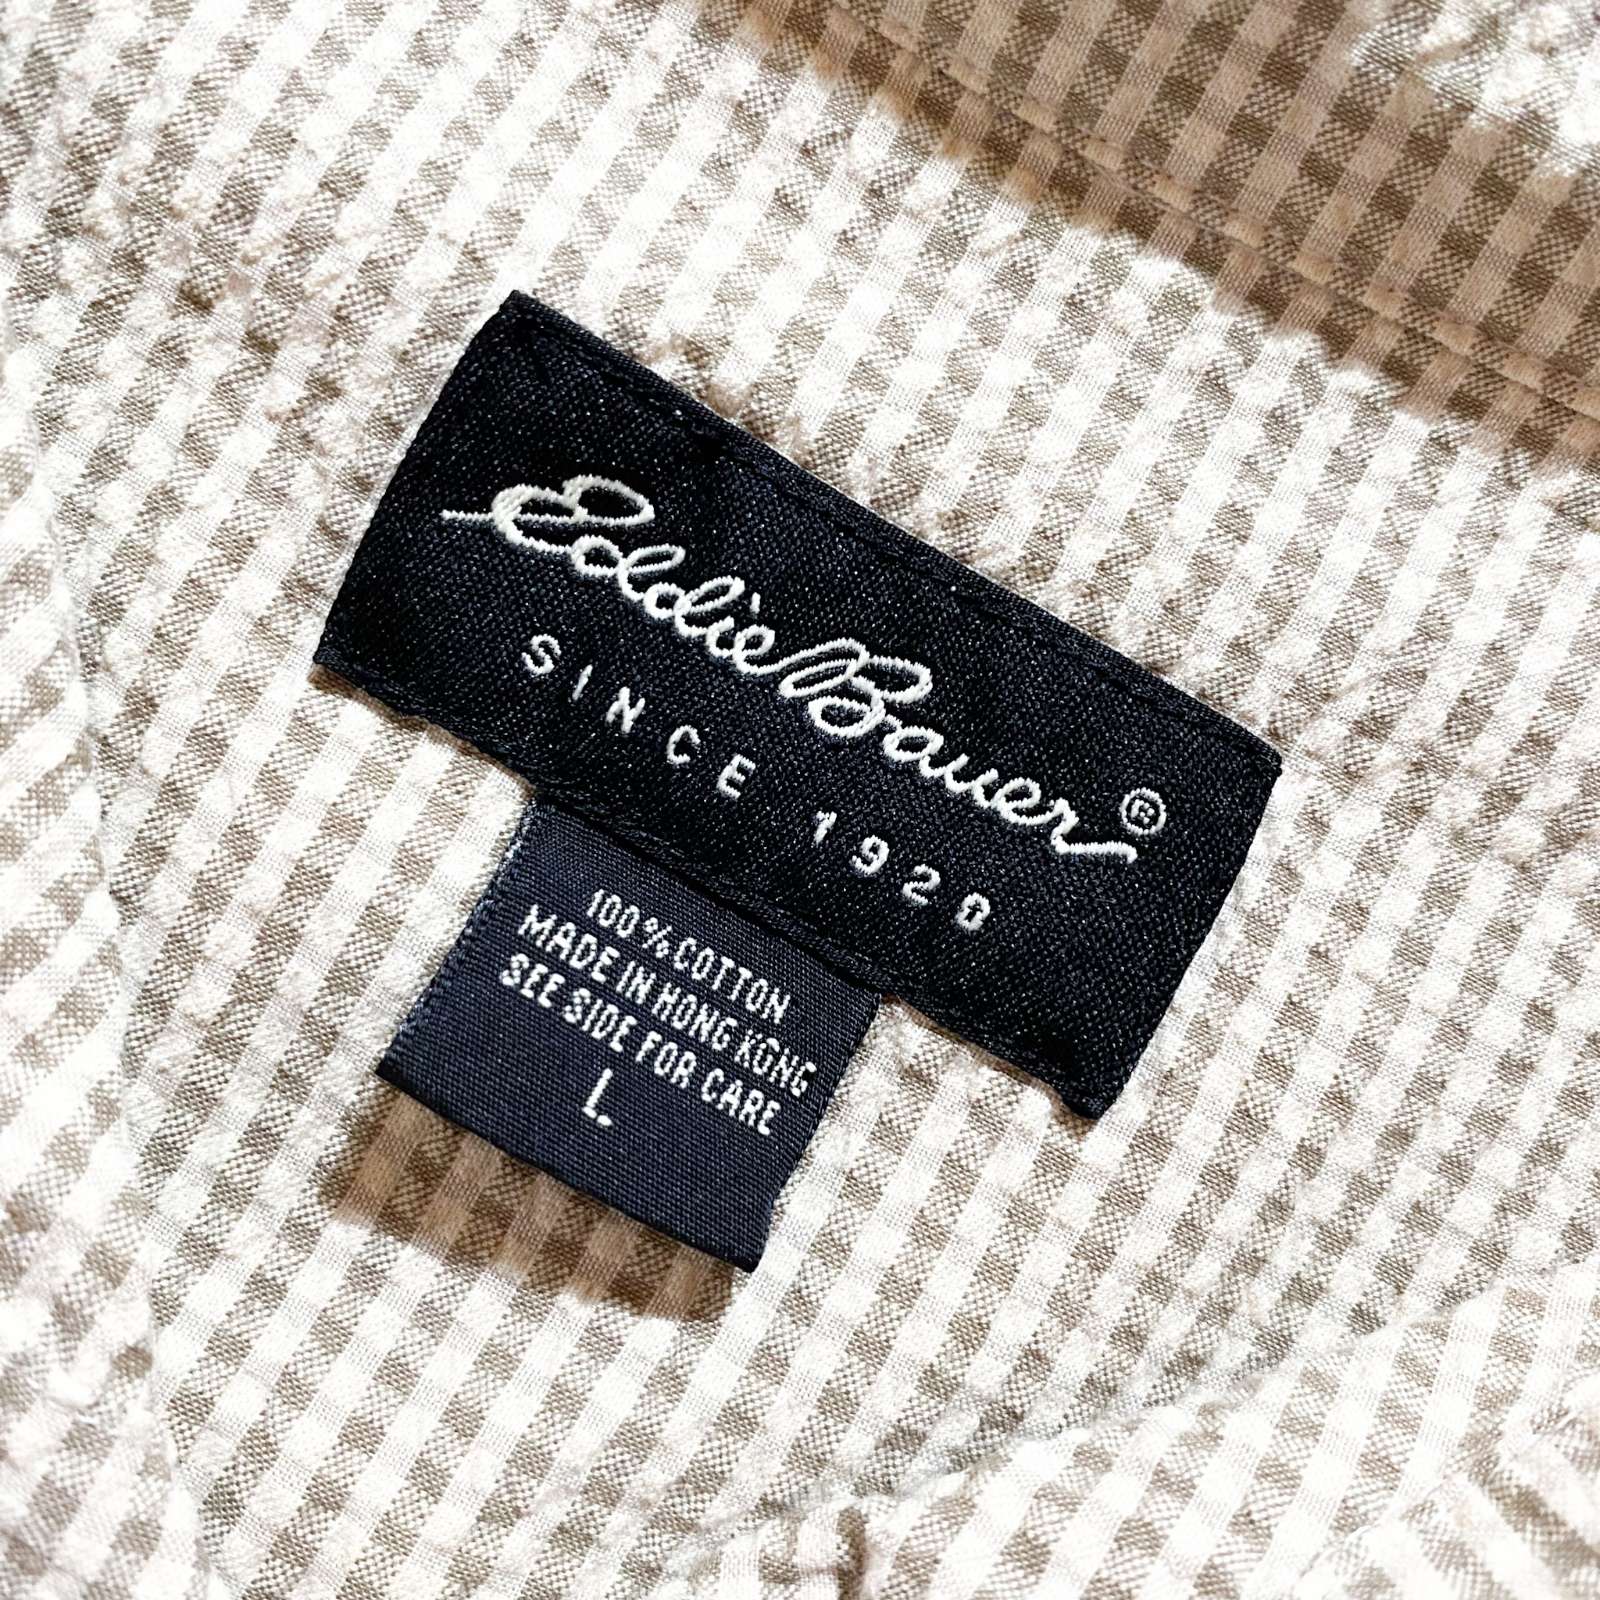 Eddie Bauer®
SINCE 1920
100% COTTON
MADE IN HONG KONG
SEE SIDE FOR CARE
L